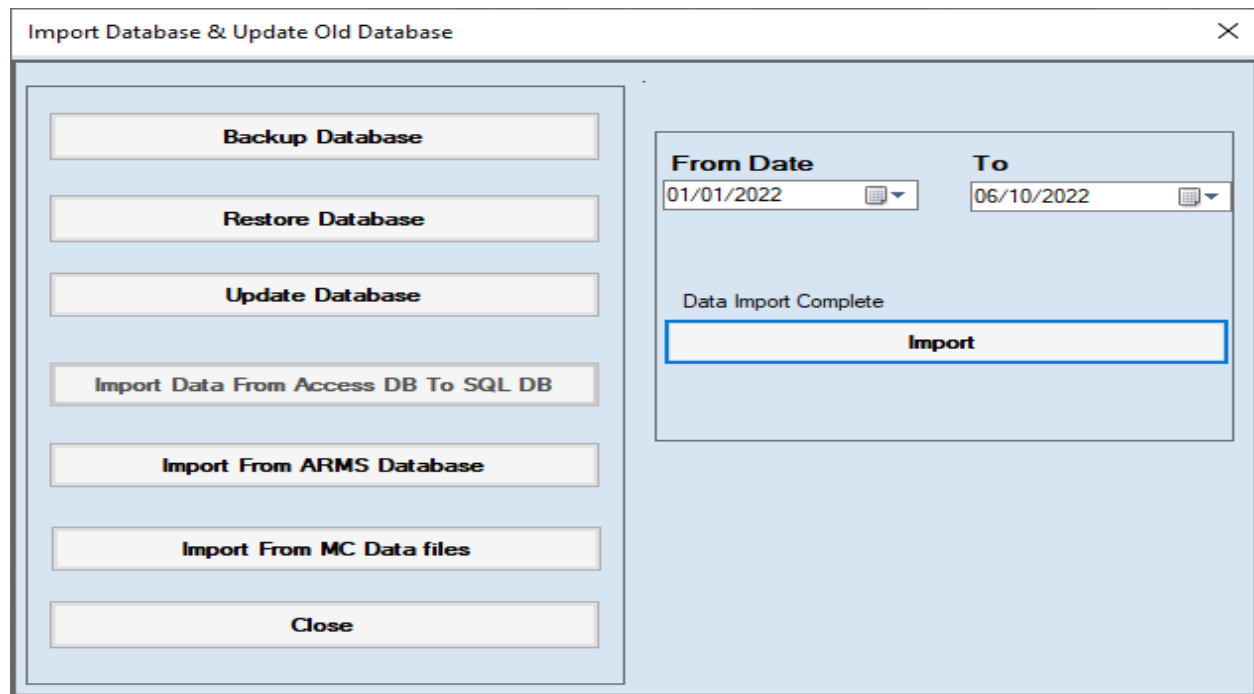 Import Database & Update Old Database
Backup Database
Restore Database
Update Database
Import Data From Access DB To SQL DB
Import From ARMS Database
Import From MC Data files
Close
From Date To
01/01/2022 06/10/2022
Data Import Complete
Import